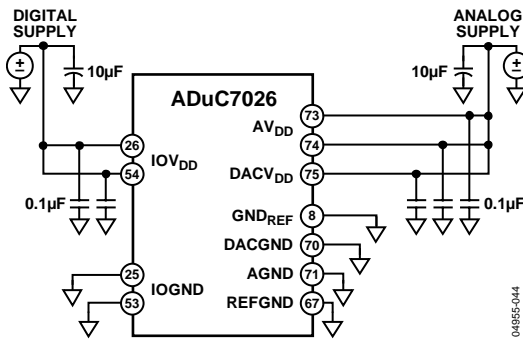 DIGITAL
SUPPLY
ANALOG
SUPPLY
10µF
10µF
±
±
ADuC7026
73
AVDD
74
26
IOVDD
54
DACVDD
75
0.1µF
0.1µF
GNDREF
8
DACGND
70
25
AGND
71
IOGND
53
REFGND
67
04955-044